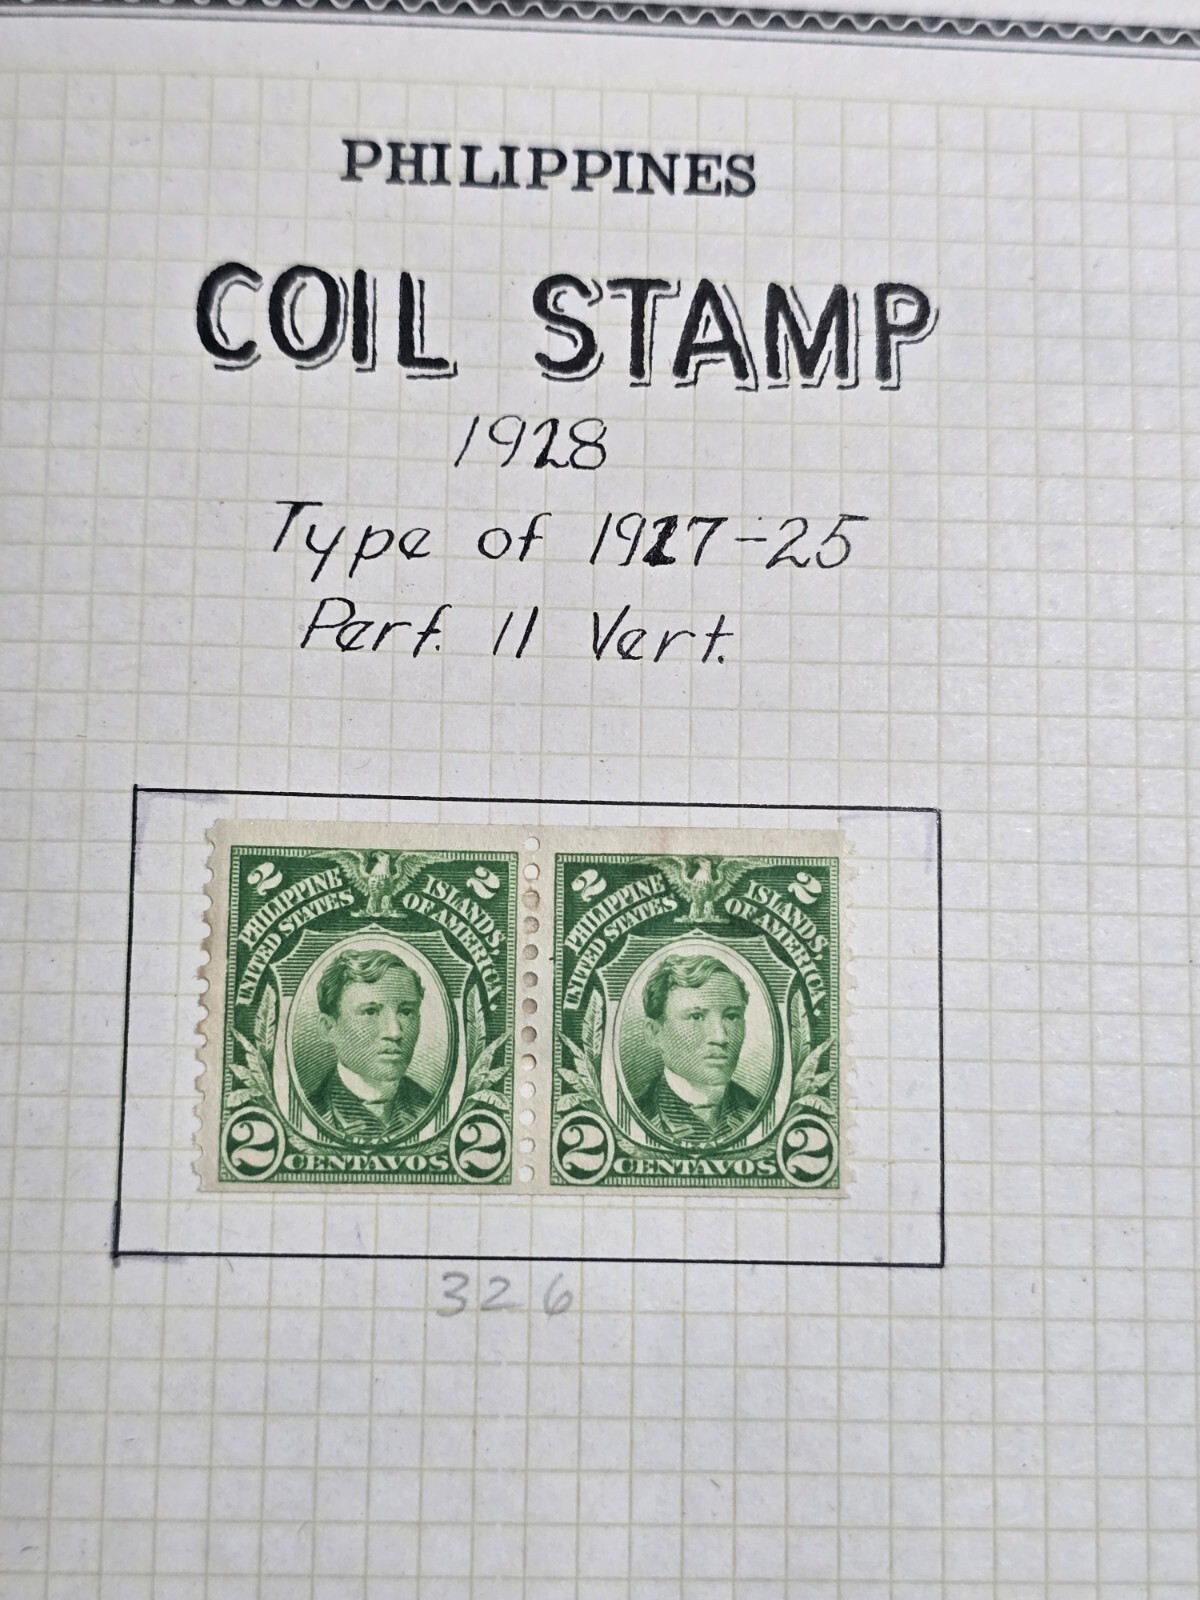 PHILIPPINES
COIL STAMP
1928
Type of 1917-25
Perf. 11 Vert.
2 2
PHILIPPINE ISLANDS
UNITED STATES OF AMERICA.
2 CENTAVOS 2
2 2
PHILIPPINE ISLANDS
UNITED STATES OF AMERICA.
2 CENTAVOS 2
326